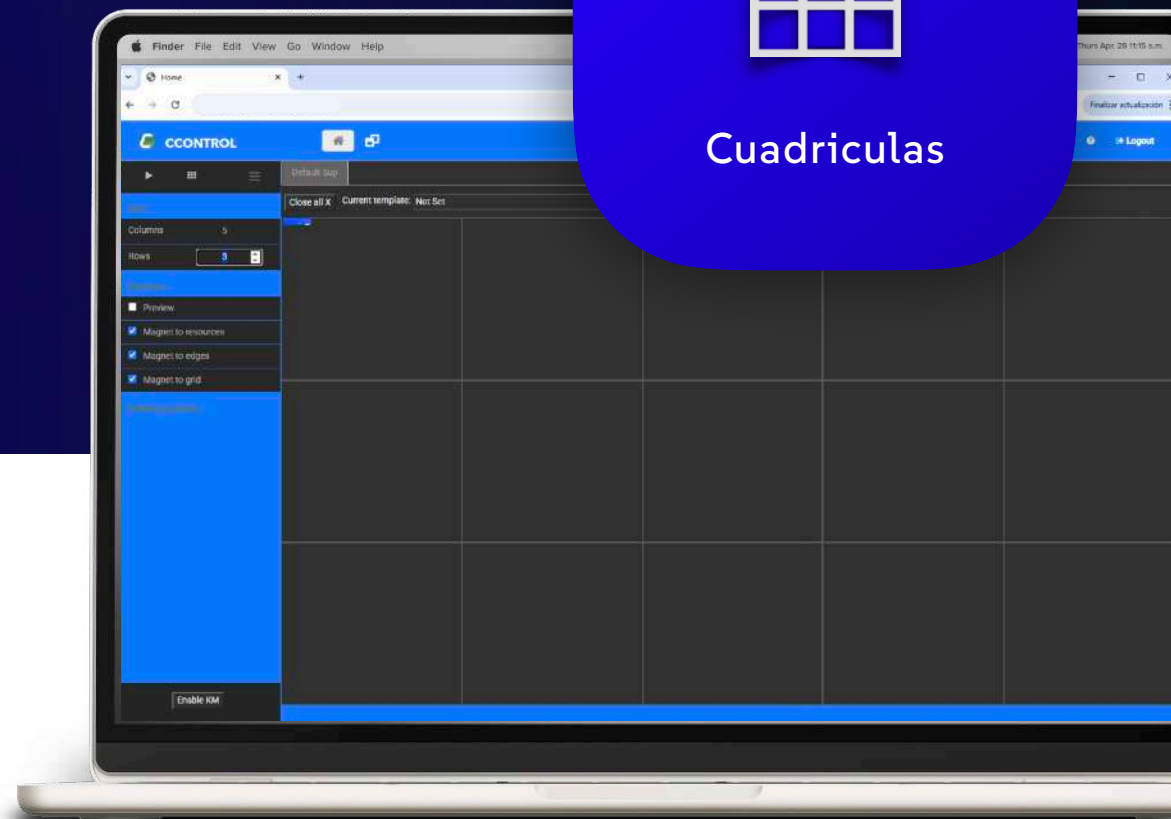 Finder File Edit View Go Window Help
Thurs Apr. 29 11:15 a.m.
Home
Finalizar actualización
CCONTROL
Logout
Default Sup
Close all X Current template: Not Set
Columns 5
Rows 3
Preview
Magnet to resources
Magnet to edges
Magnet to grid
Enable KM
Cuadriculas